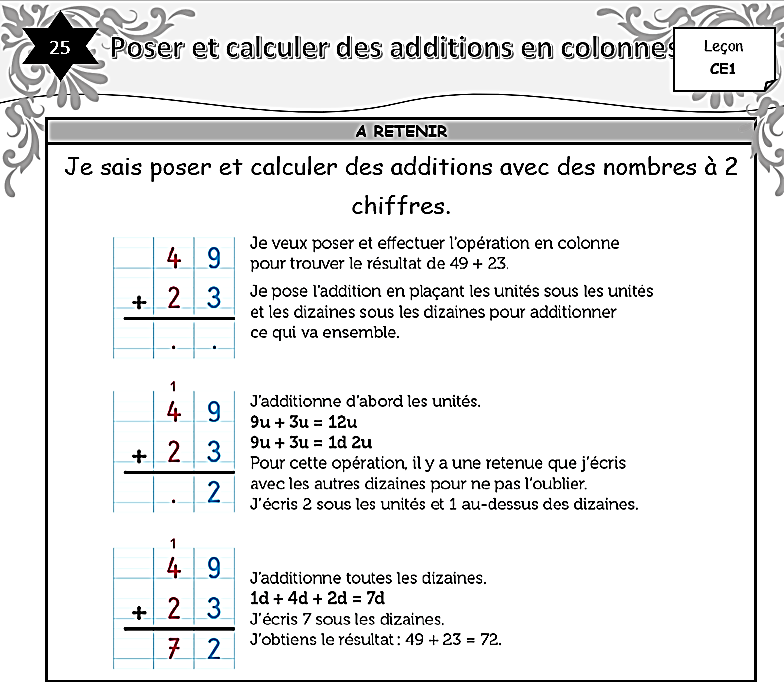 25
Poser et calculer des additions en colonnes
Leçon
CE1
A RETENIR
Je sais poser et calculer des additions avec des nombres à 2
chiffres.
4 9
+ 2 3
. .
Je veux poser et effectuer l'opération en colonne
pour trouver le résultat de 49 + 23.
Je pose l'addition en plaçant les unités sous les unités
et les dizaines sous les dizaines pour additionner
ce qui va ensemble.
1
4 9
+ 2 3
. 2
J'additionne d'abord les unités.
9u + 3u = 12u
9u + 3u = 1d 2u
Pour cette opération, il y a une retenue que j'écris
avec les autres dizaines pour ne pas l'oublier.
J'écris 2 sous les unités et 1 au-dessus des dizaines.
1
4 9
+ 2 3
7 2
J'additionne toutes les dizaines.
1d + 4d + 2d = 7d
J'écris 7 sous les dizaines.
J'obtiens le résultat : 49 + 23 = 72.